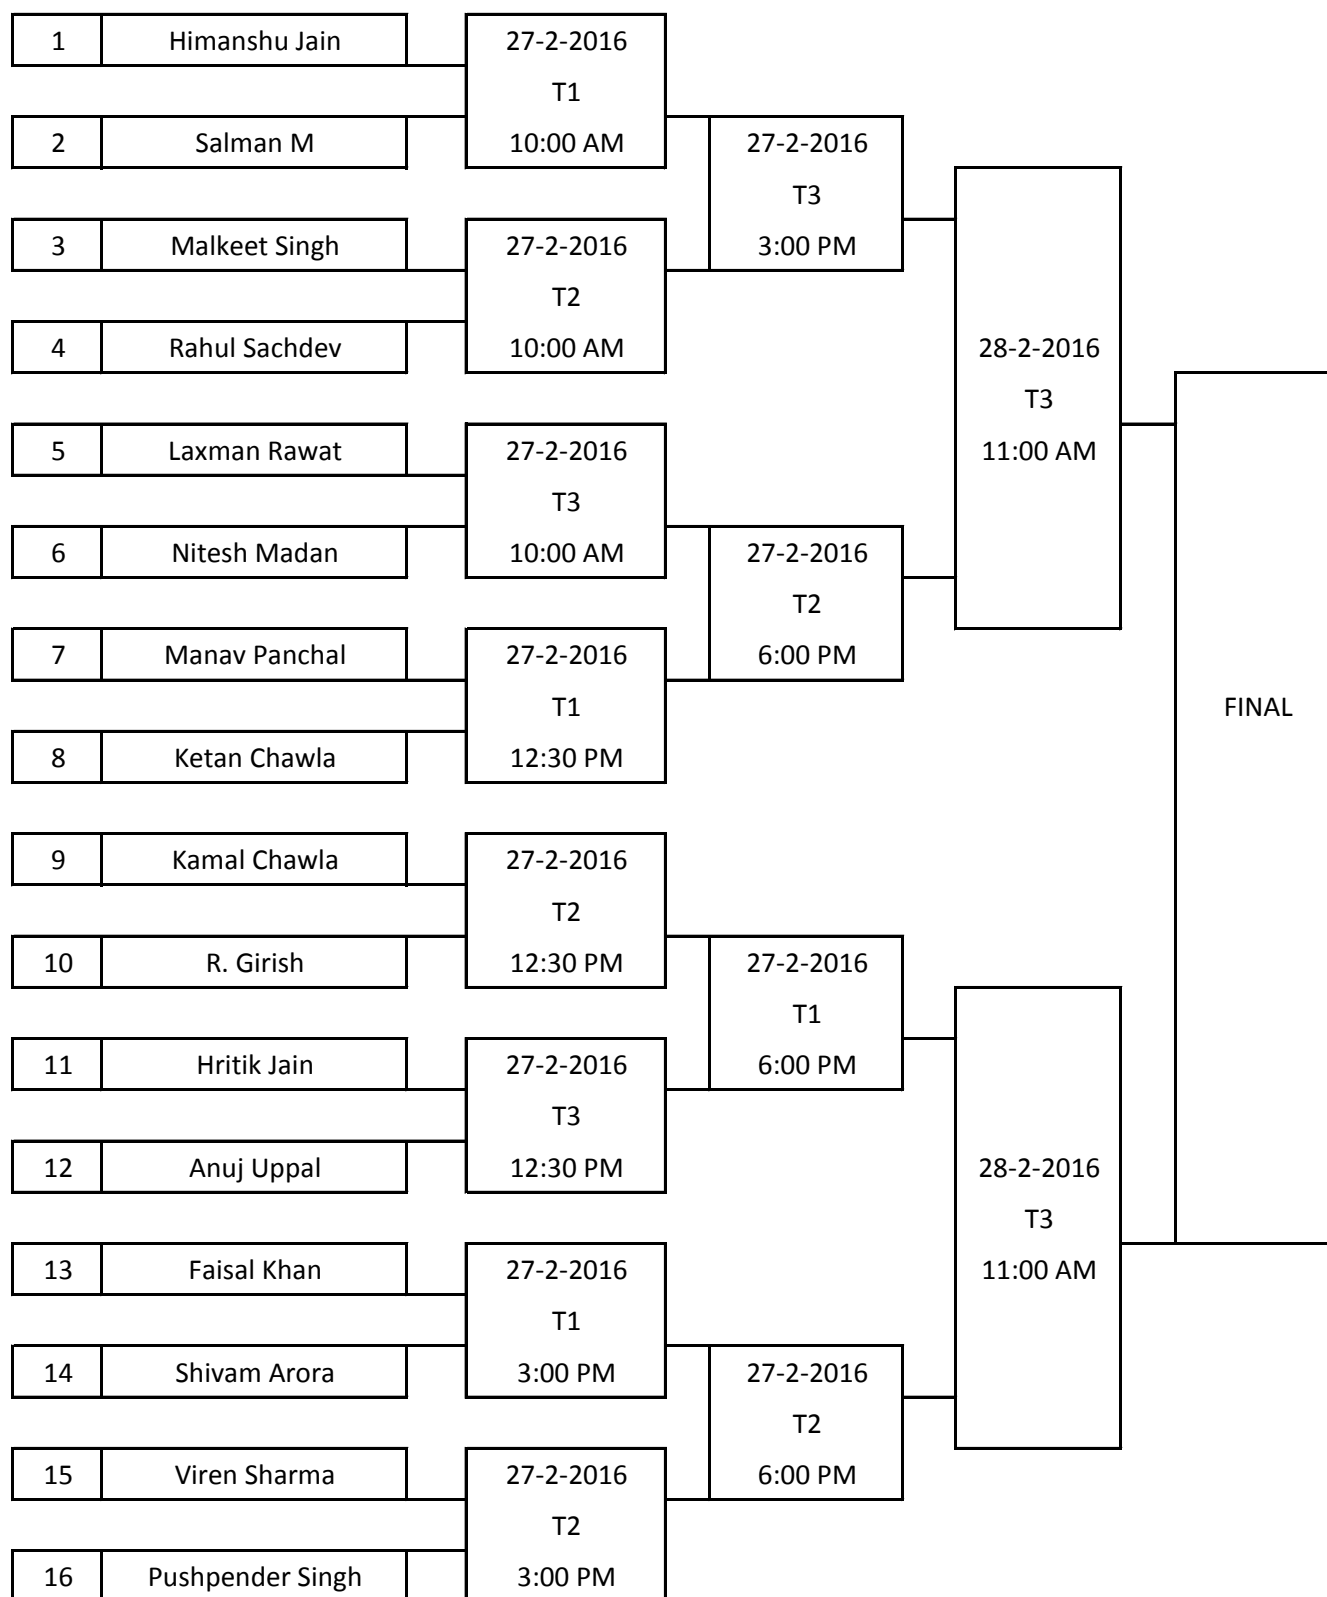 1 Himanshu Jain 27-2-2016
T1
2 Salman M 10:00 AM 27-2-2016
T3
3 Malkeet Singh 27-2-2016 3:00 PM
T2
4 Rahul Sachdev 10:00 AM 28-2-2016
T3
5 Laxman Rawat 27-2-2016 11:00 AM
T3
6 Nitesh Madan 10:00 AM 27-2-2016
T2
7 Manav Panchal 27-2-2016 6:00 PM
T1 FINAL
8 Ketan Chawla 12:30 PM
9 Kamal Chawla 27-2-2016
T2
10 R. Girish 12:30 PM 27-2-2016
T1
11 Hritik Jain 27-2-2016 6:00 PM
T3
12 Anuj Uppal 12:30 PM 28-2-2016
T3
13 Faisal Khan 27-2-2016 11:00 AM
T1
14 Shivam Arora 3:00 PM 27-2-2016
T2
15 Viren Sharma 27-2-2016 6:00 PM
T2
16 Pushpender Singh 3:00 PM